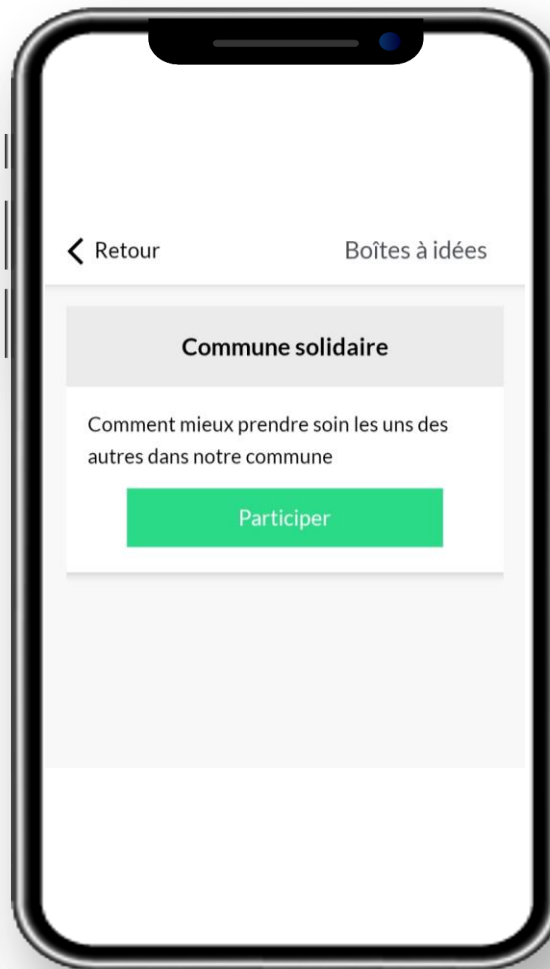 Retour
Boîtes à idées
Commune solidaire
Comment mieux prendre soin les uns des
autres dans notre commune
Participer